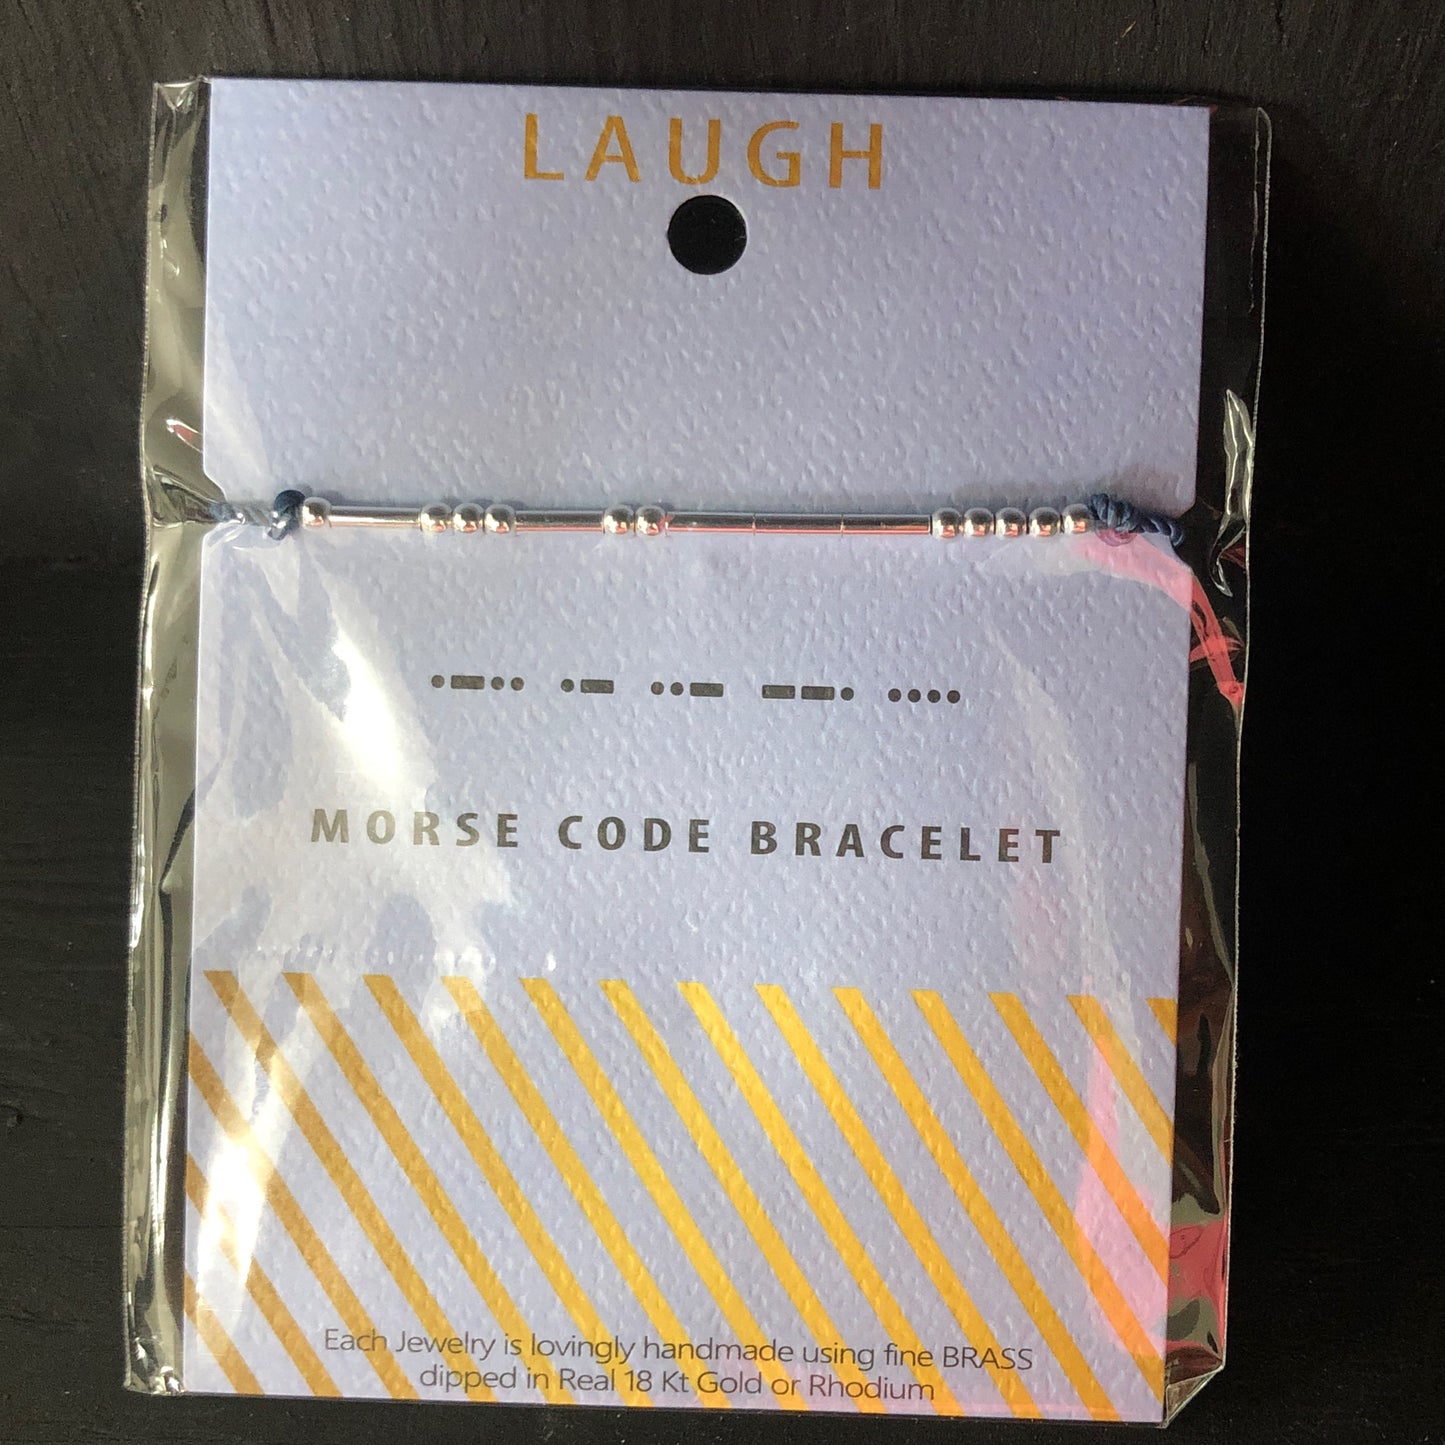 LAUGH
•–•• •– ••– ––• ••••
MORSE CODE BRACELET
Each Jewelry is lovingly handmade using fine BRASS
dipped in Real 18 Kt Gold or Rhodium